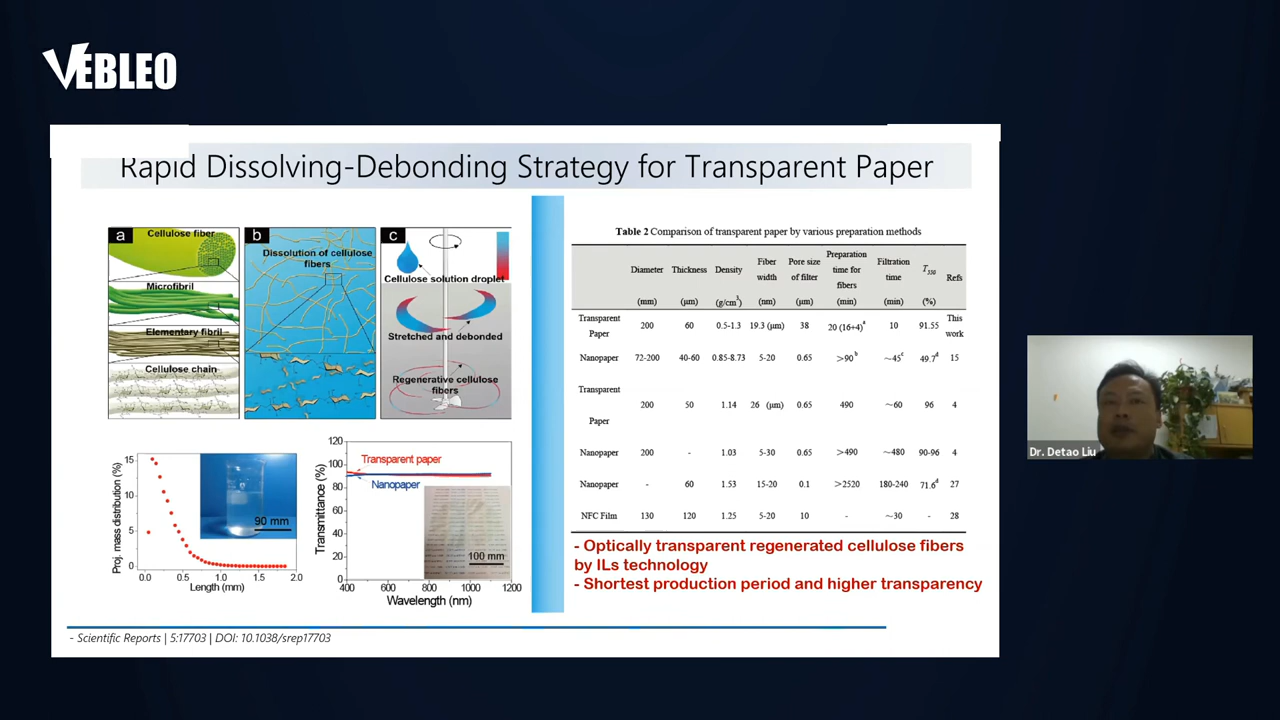 VEBLEO
Rapid Dissolving-Debonding Strategy for Transparent Paper
a
Cellulose fiber
Microfibril
Elementary fibril
Cellulose chain
b
Dissolution of cellulose
fibers
c
Cellulose solution droplet
Stretched and debonded
Regenerative cellulose
fibers
Proj. mass distribution (%)
15
10
5
0
0.0 0.5 1.0 1.5 2.0
Length (mm)
90 mm
Transmittance (%)
120
100
80
60
40
20
0
400 600 800 1000 1200
Wavelength (nm)
Transparent paper
Nanopaper
100 mm
Table 2 Comparison of transparent paper by various preparation methods
Diameter (mm) Thickness (μm) Density (g/cm³) Fiber width (nm) Pore size of filter (μm) Preparation time for fibers (min) Filtration time (min) T550 (%) Refs
Transparent Paper 200 60 0.5-1.3 19.3 (μm) 38 20 (16+4)a 10 91.55 This work
Nanopaper 72-200 40-60 0.85-8.73 5-20 0.65 >90b ~45c 49.7d 15
Transparent Paper 200 50 1.14 26 (μm) 0.65 490 ~60 96 4
Nanopaper 200 - 1.03 5-30 0.65 >490 ~480 90-96 4
Nanopaper - 60 1.53 15-20 0.1 >2520 180-240 71.6d 27
NFC Film 130 120 1.25 5-20 10 - ~30 - 28
- Optically transparent regenerated cellulose fibers
by ILs technology
- Shortest production period and higher transparency
- Scientific Reports | 5:17703 | DOI: 10.1038/srep17703
Dr. Detao Liu